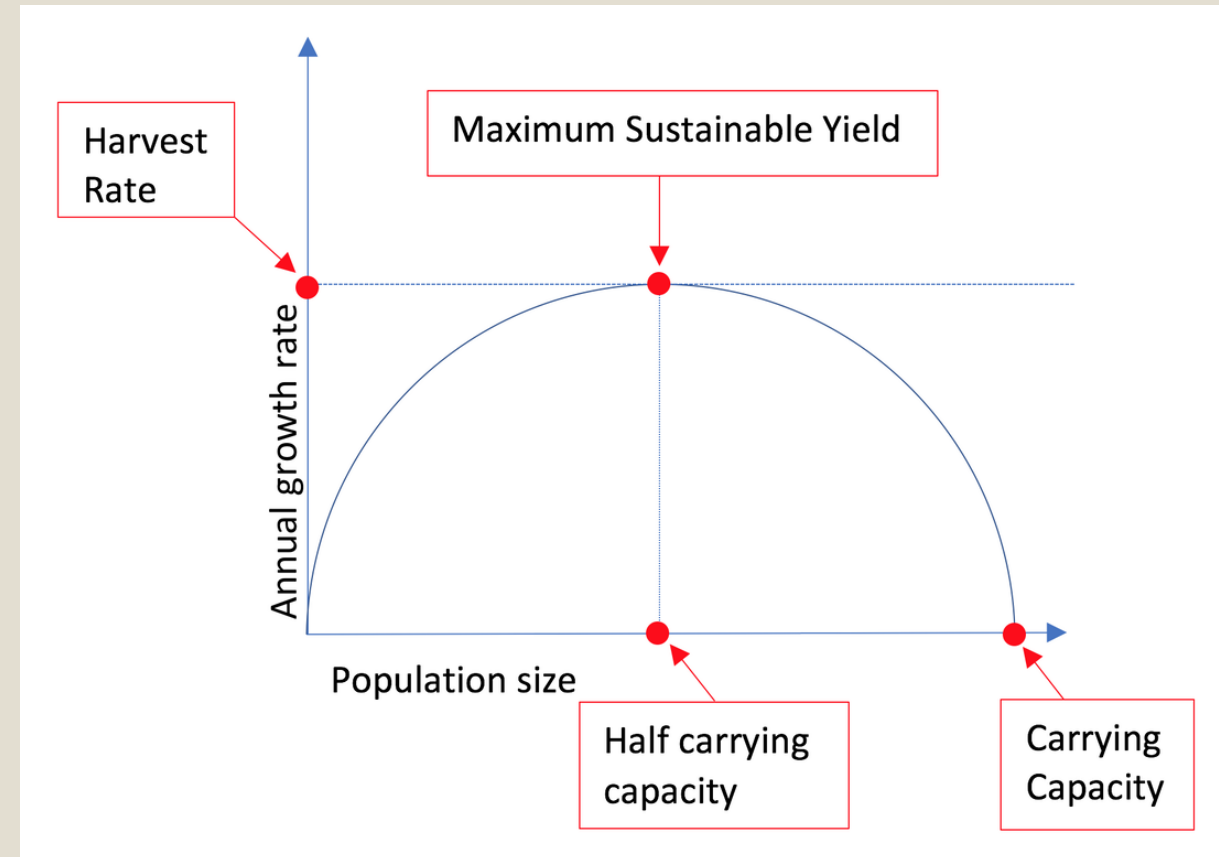 Harvest
Rate
Maximum Sustainable Yield
Annual growth rate
Population size
Half carrying
capacity
Carrying
Capacity